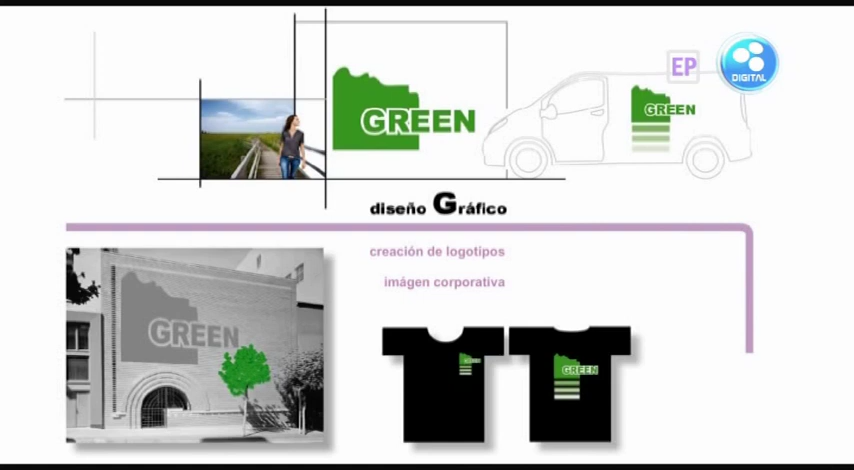 EP
DIGITAL
GREEN
GREEN
diseño Gráfico
creación de logotipos
imágen corporativa
GREEN
GREEN